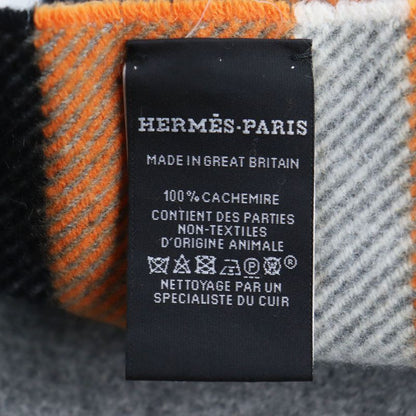 HERMÈS-PARIS
MADE IN GREAT BRITAIN
100% CACHEMIRE
CONTIENT DES PARTIES
NON-TEXTILES
D'ORIGINE ANIMALE
P ®
NETTOYAGE PAR UN
SPECIALISTE DU CUIR